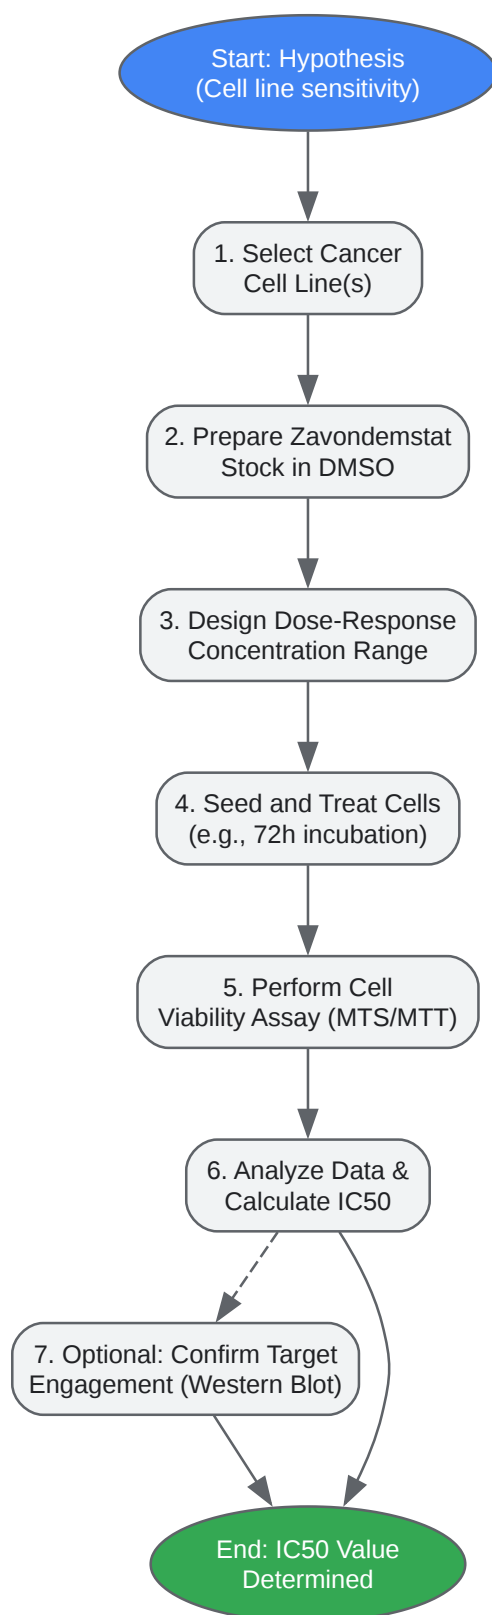 Start: Hypothesis
(Cell line sensitivity)
1. Select Cancer
Cell Line(s)
2. Prepare Zavondemstat
Stock in DMSO
3. Design Dose-Response
Concentration Range
4. Seed and Treat Cells
(e.g., 72h incubation)
5. Perform Cell
Viability Assay (MTS/MTT)
6. Analyze Data &
Calculate IC50
7. Optional: Confirm Target
Engagement (Western Blot)
End: IC50 Value
Determined